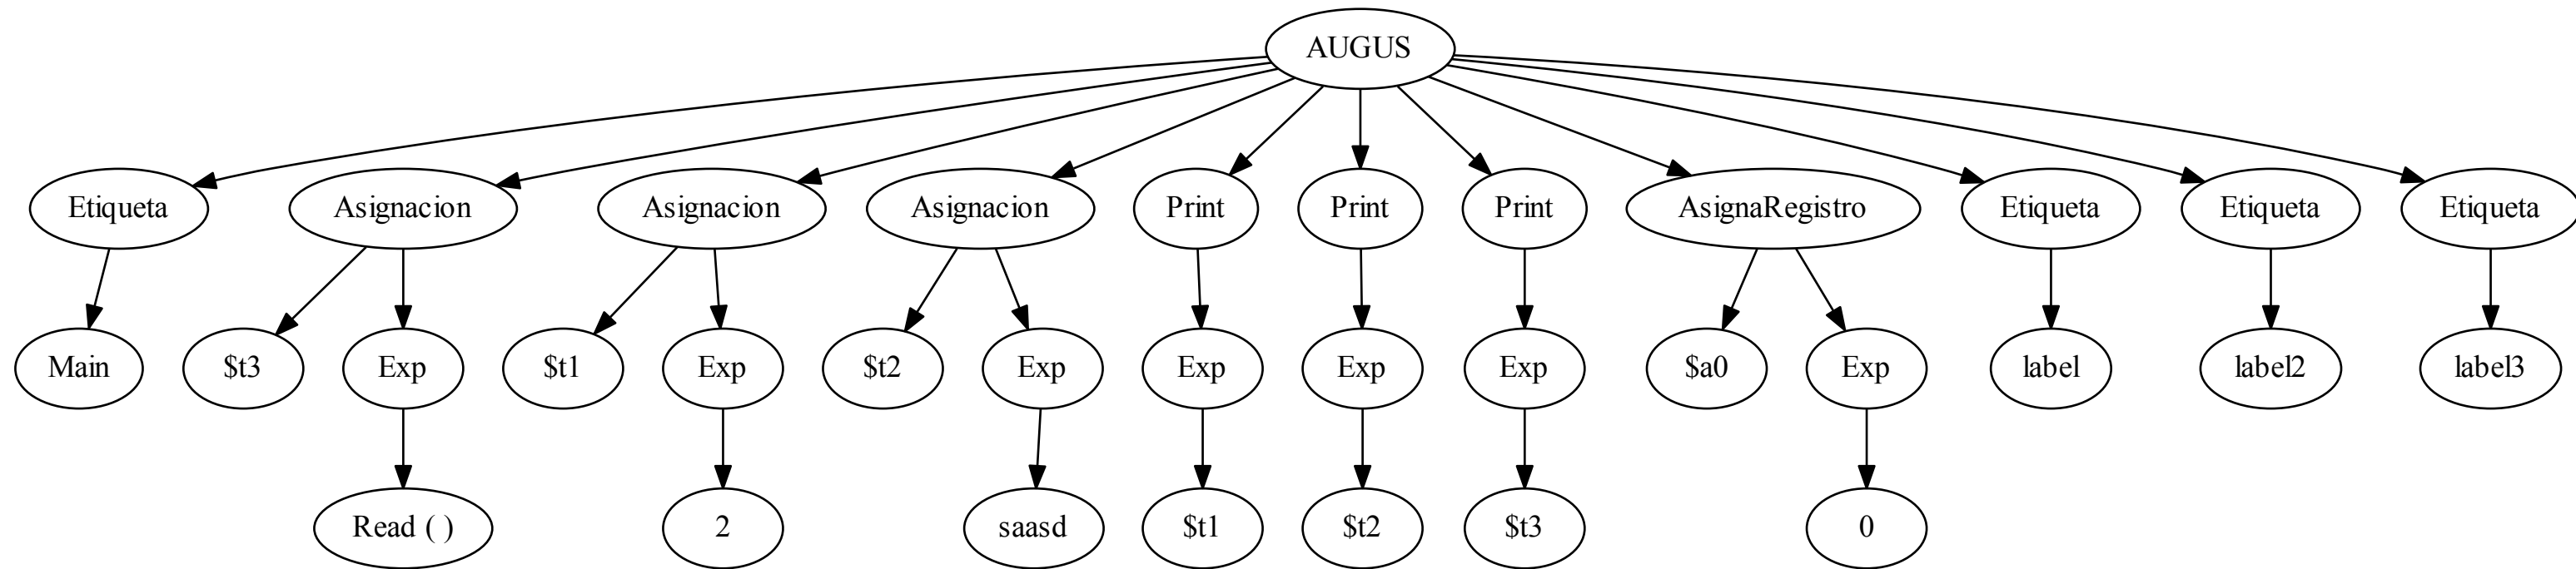 AUGUS
Etiqueta Asignacion Asignacion Asignacion Print Print Print AsignaRegistro Etiqueta Etiqueta Etiqueta
Main $t3 Exp $t1 Exp $t2 Exp Exp Exp Exp $a0 Exp label label2 label3
Read ( ) 2 saasd $t1 $t2 $t3 0